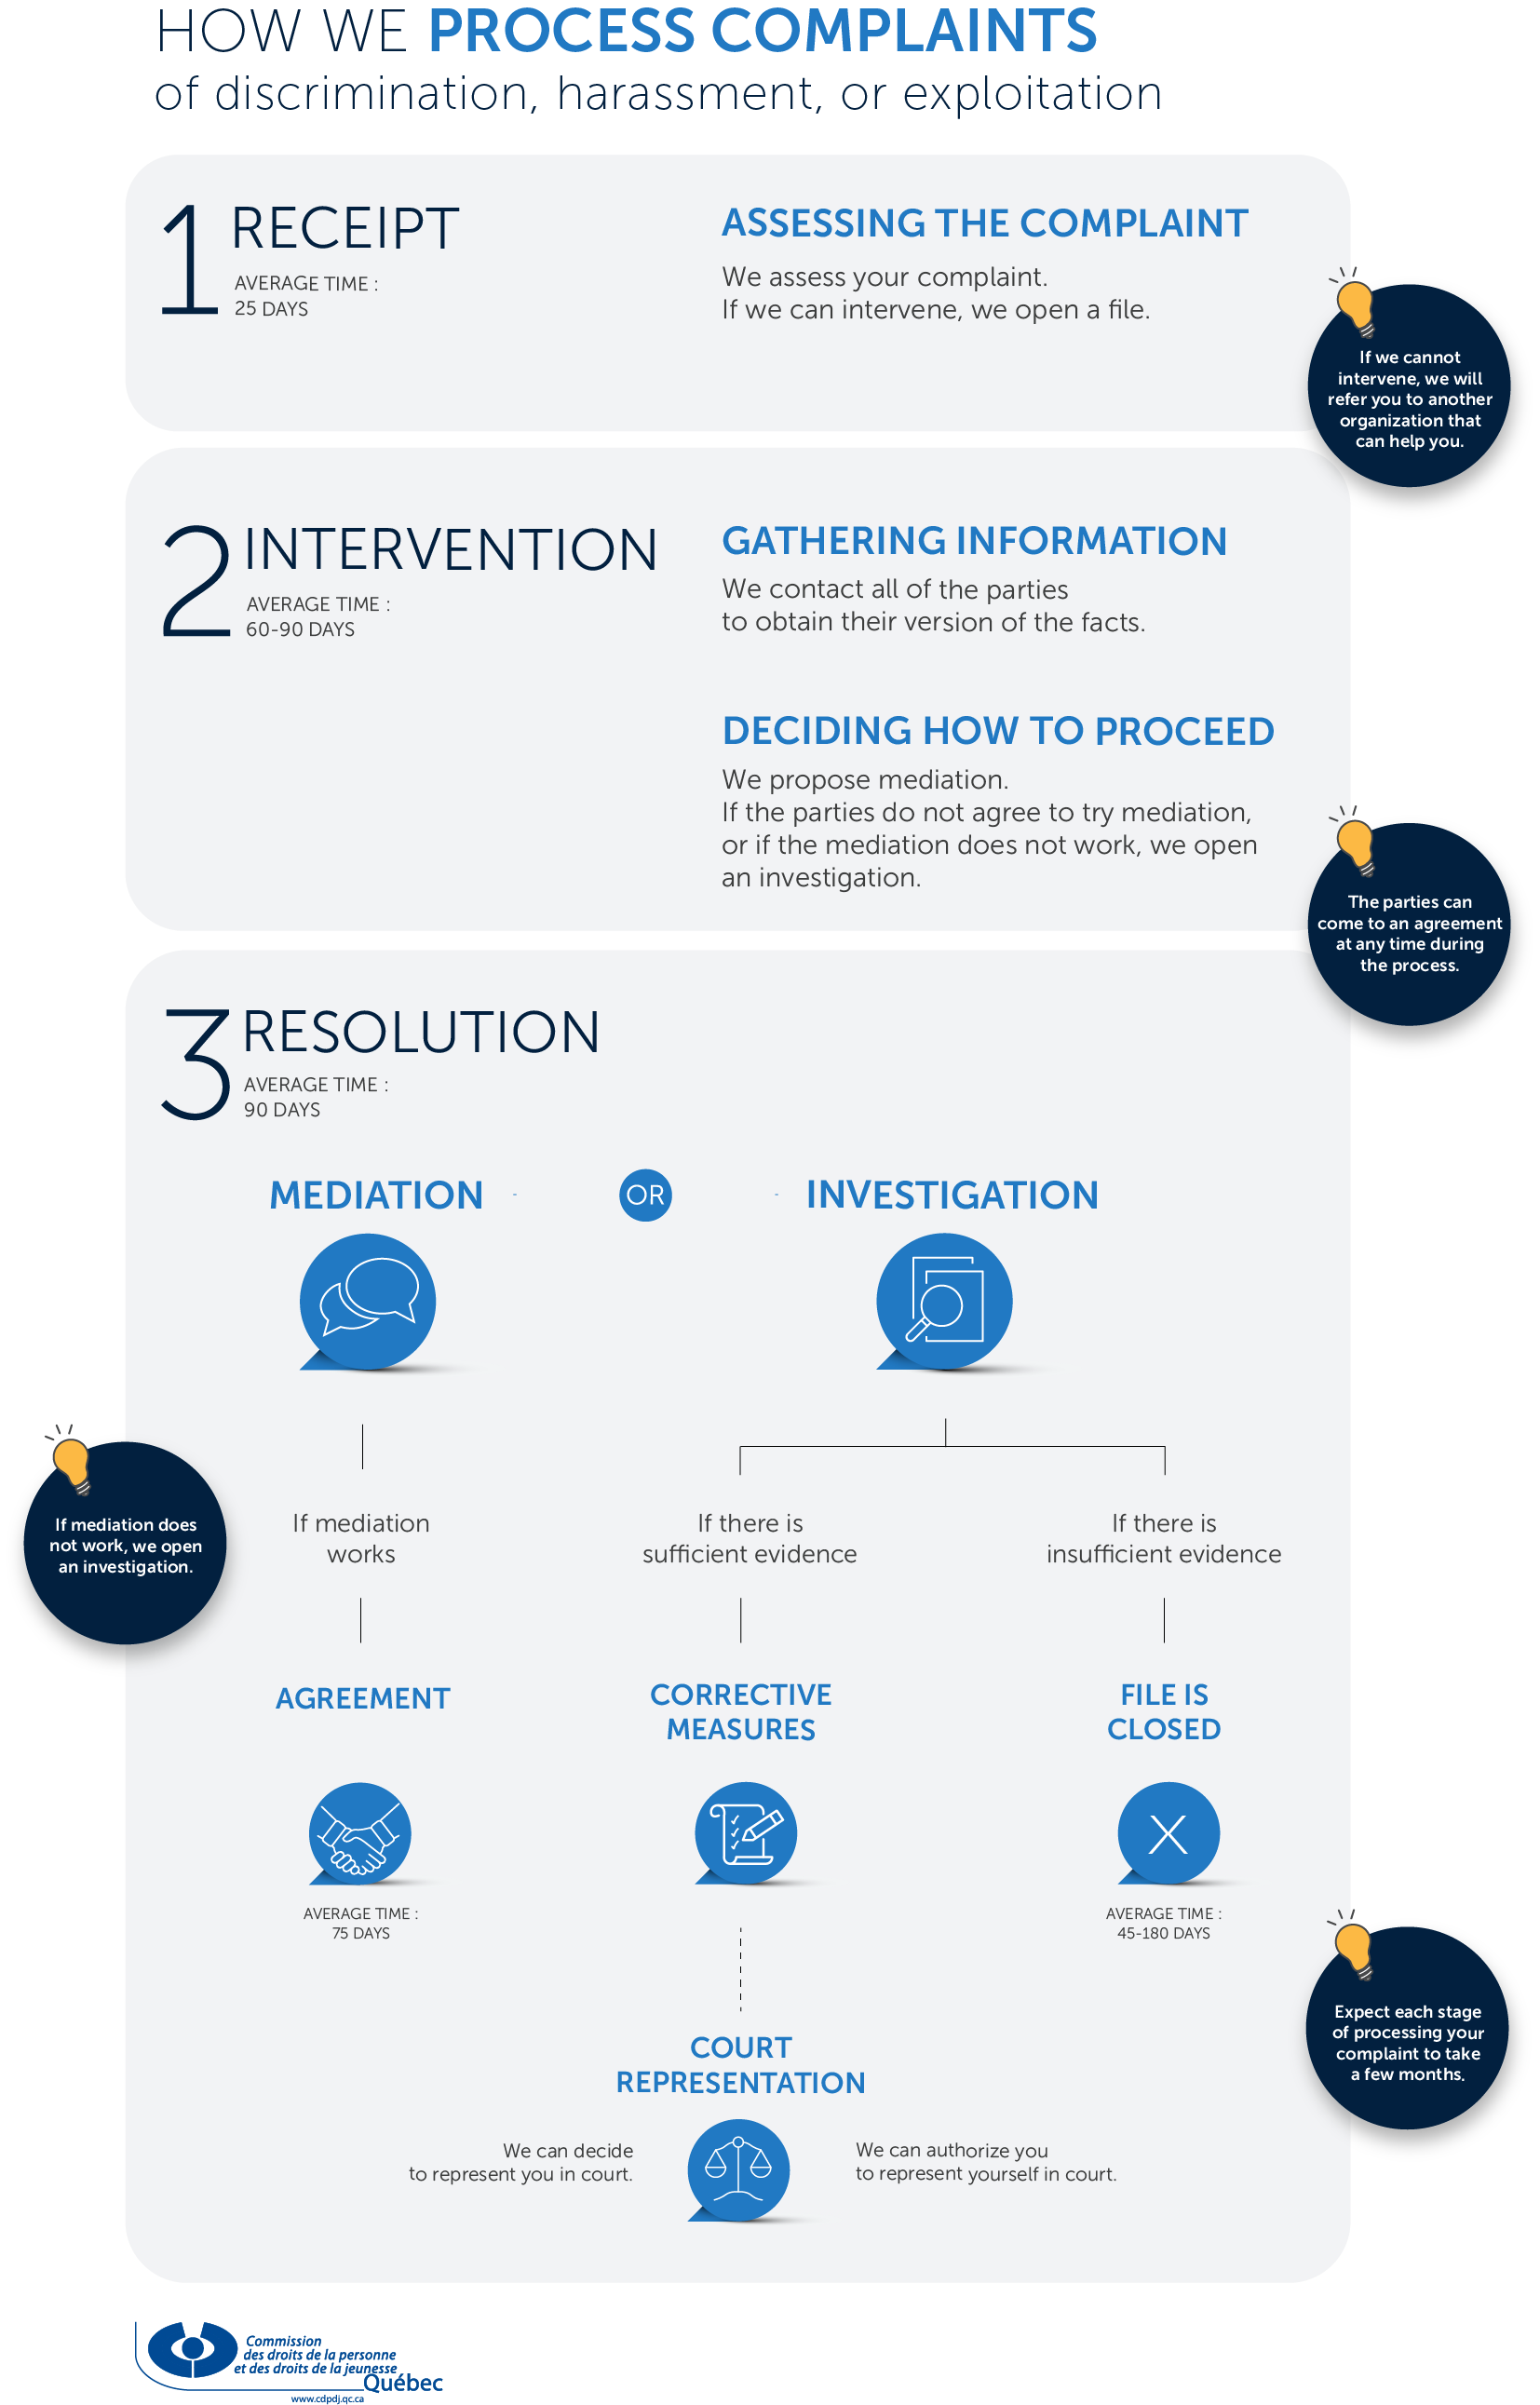 HOW WE PROCESS COMPLAINTS
of discrimination, harassment, or exploitation
1 RECEIPT
AVERAGE TIME :
25 DAYS
ASSESSING THE COMPLAINT
We assess your complaint.
If we can intervene, we open a file.
If we cannot
intervene, we will
refer you to another
organization that
can help you.
2 INTERVENTION
AVERAGE TIME :
60-90 DAYS
GATHERING INFORMATION
We contact all of the parties
to obtain their version of the facts.
DECIDING HOW TO PROCEED
We propose mediation.
If the parties do not agree to try mediation,
or if the mediation does not work, we open
an investigation.
The parties can
come to an agreement
at any time during
the process.
3 RESOLUTION
AVERAGE TIME :
90 DAYS
MEDIATION
OR
INVESTIGATION
If mediation does
not work, we open
an investigation.
If mediation
works
If there is
sufficient evidence
If there is
insufficient evidence
AGREEMENT
CORRECTIVE
MEASURES
FILE IS
CLOSED
X
AVERAGE TIME :
75 DAYS
AVERAGE TIME :
45-180 DAYS
Expect each stage
of processing your
complaint to take
a few months.
COURT
REPRESENTATION
We can decide
to represent you in court.
We can authorize you
to represent yourself in court.
Commission
des droits de la personne
et des droits de la jeunesse
Québec
www.cdpdj.qc.ca